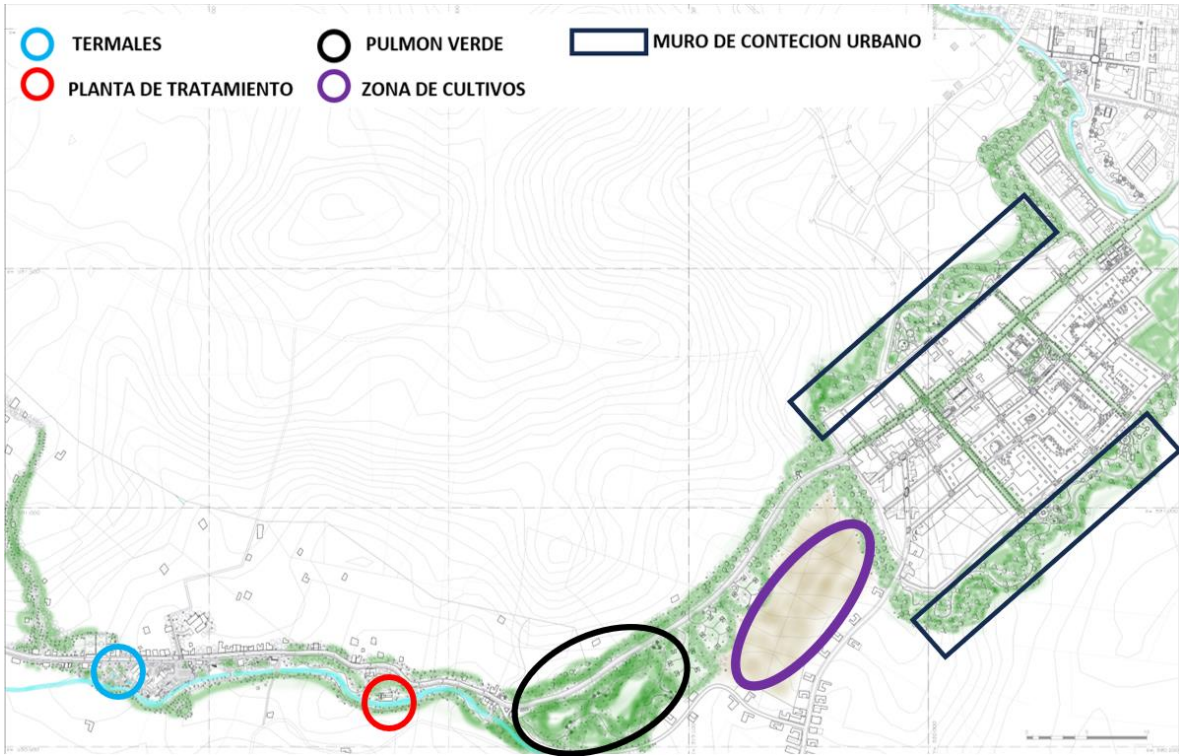 TERMALES
PULMON VERDE
MURO DE CONTECION URBANO
PLANTA DE TRATAMIENTO
ZONA DE CULTIVOS